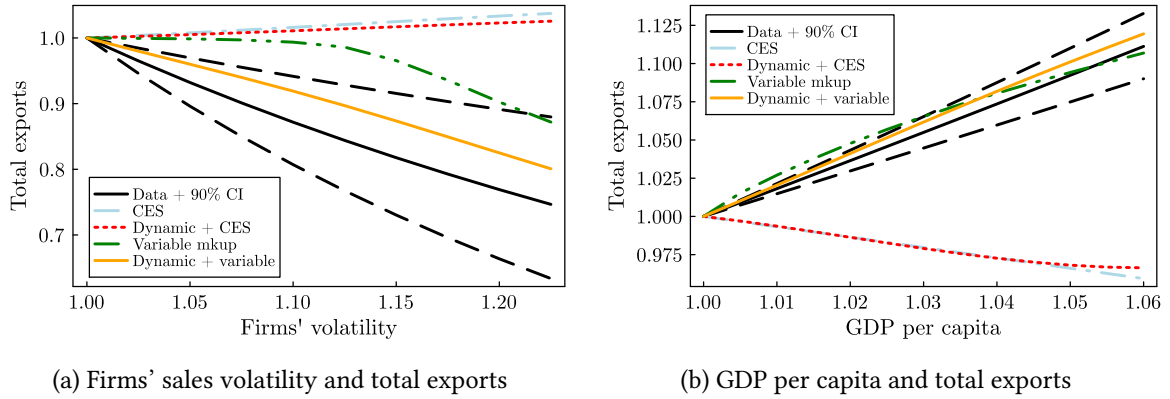 1.0
0.9
0.8
0.7
Total exports
Data + 90% CI
CES
Dynamic + CES
Variable mkup
Dynamic + variable
1.00 1.05 1.10 1.15 1.20
Firms' volatility
(a) Firms’ sales volatility and total exports
1.125
1.100
1.075
1.050
1.025
1.000
0.975
Total exports
Data + 90% CI
CES
Dynamic + CES
Variable mkup
Dynamic + variable
1.00 1.01 1.02 1.03 1.04 1.05 1.06
GDP per capita
(b) GDP per capita and total exports